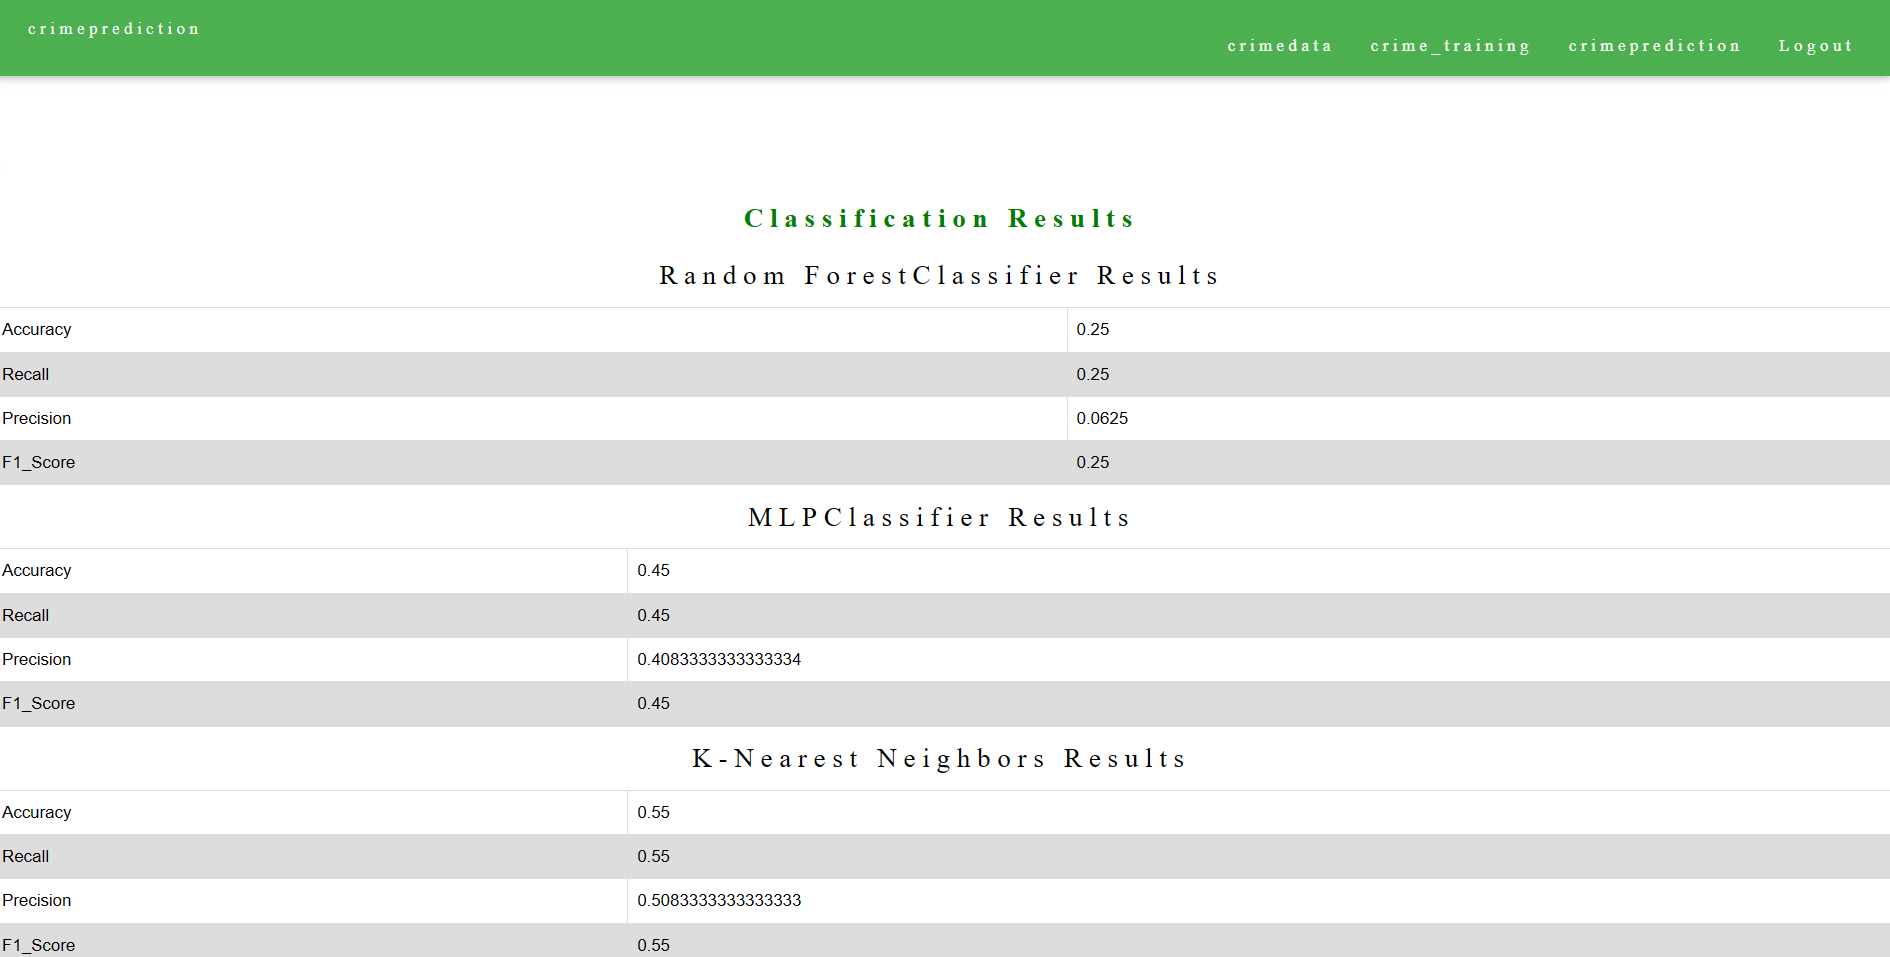 crimeprediction
crimedata crime_training crimeprediction Logout
Classification Results
Random ForestClassifier Results
Accuracy 0.25
Recall 0.25
Precision 0.0625
F1_Score 0.25
MLPClassifier Results
Accuracy 0.45
Recall 0.45
Precision 0.4083333333333334
F1_Score 0.45
K-Nearest Neighbors Results
Accuracy 0.55
Recall 0.55
Precision 0.5083333333333333
F1_Score 0.55